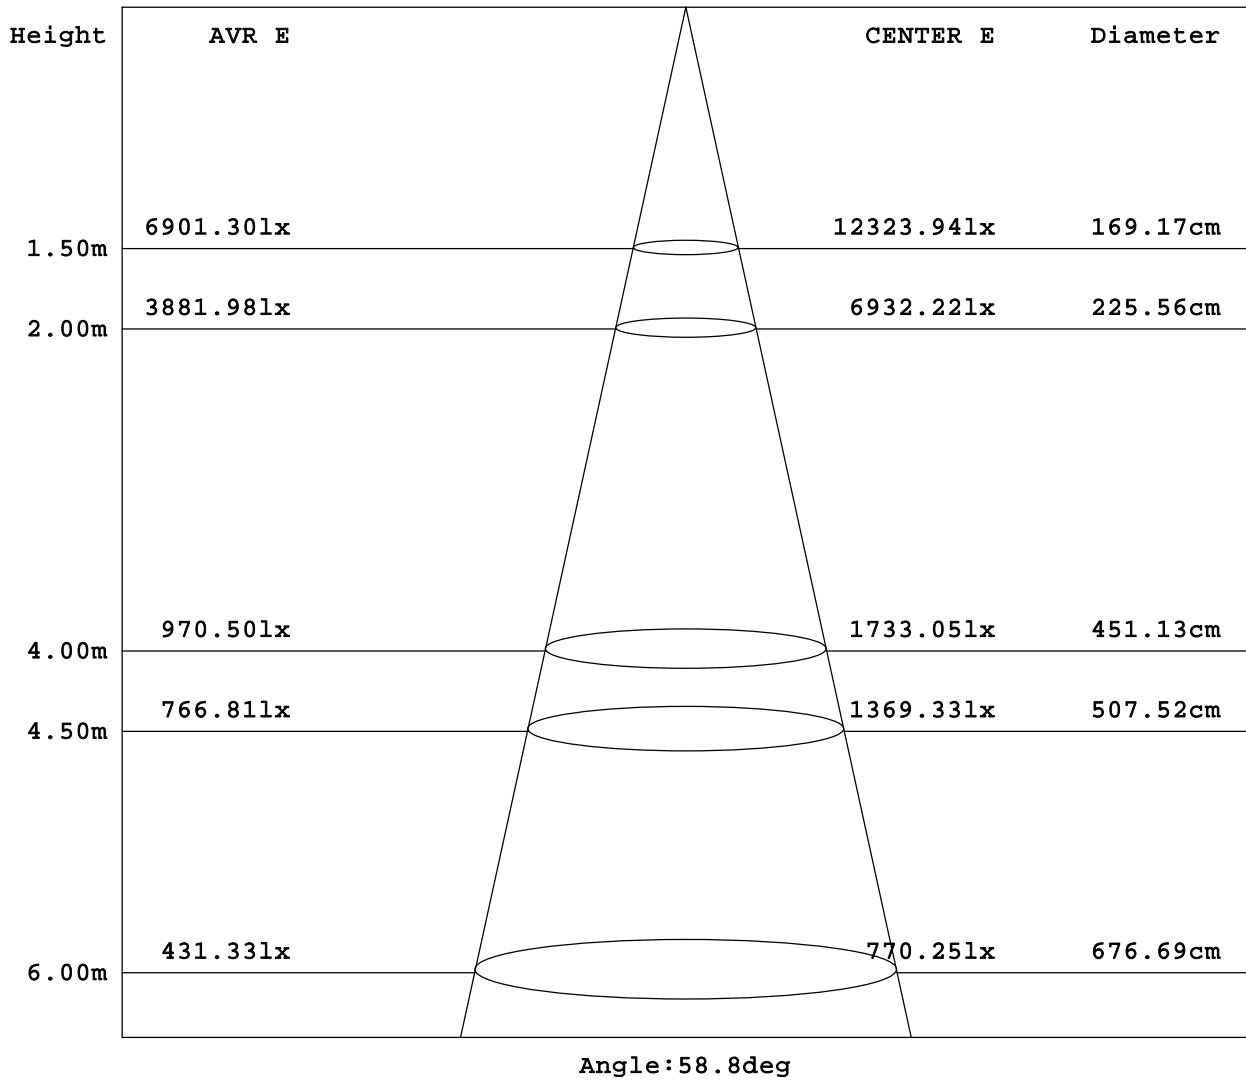 Height AVR E CENTER E Diameter
6901.30lx 12323.94lx 169.17cm
1.50m
3881.98lx 6932.22lx 225.56cm
2.00m
970.50lx 1733.05lx 451.13cm
4.00m
766.81lx 1369.33lx 507.52cm
4.50m
431.33lx 770.25lx 676.69cm
6.00m
Angle:58.8deg